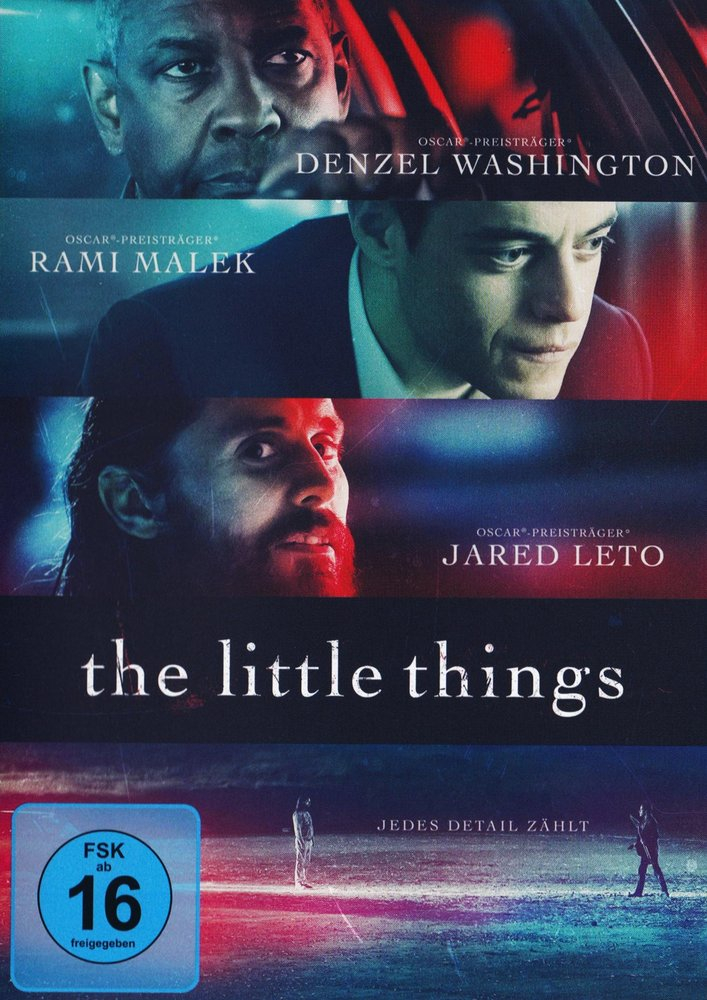 OSCAR®-PREISTRÄGER®
DENZEL WASHINGTON
OSCAR®-PREISTRÄGER®
RAMI MALEK
OSCAR®-PREISTRÄGER®
JARED LETO
the little things
JEDES DETAIL ZÄHLT
FSK
ab
16
freigegeben